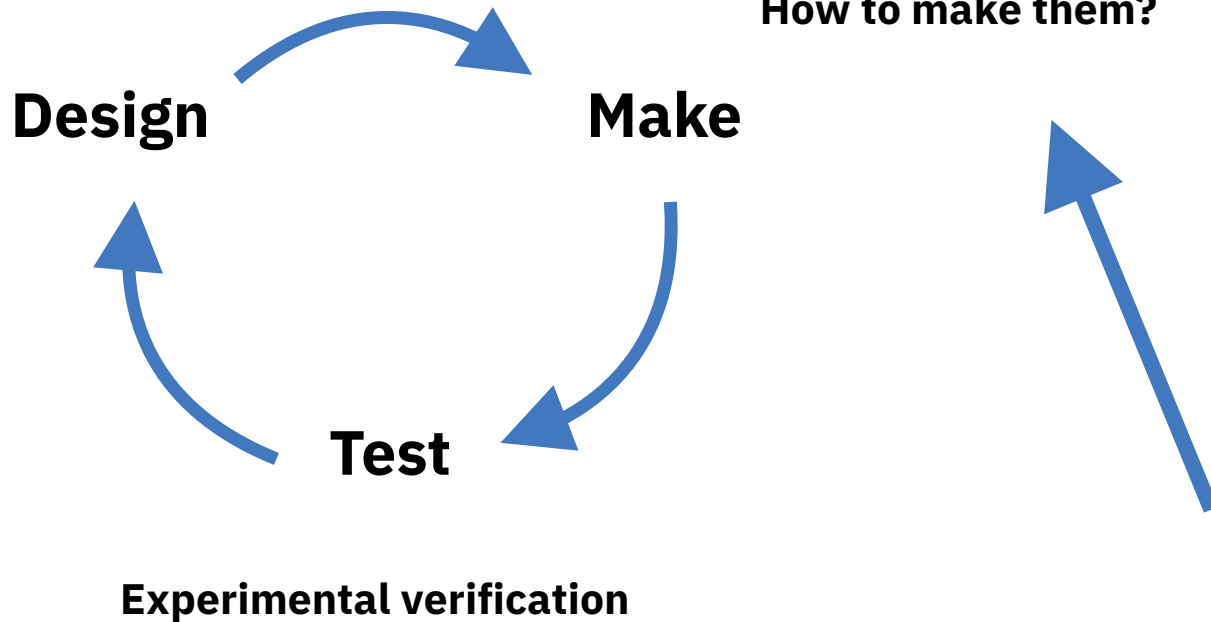 How to make them?
Design
Make
Test
Experimental verification